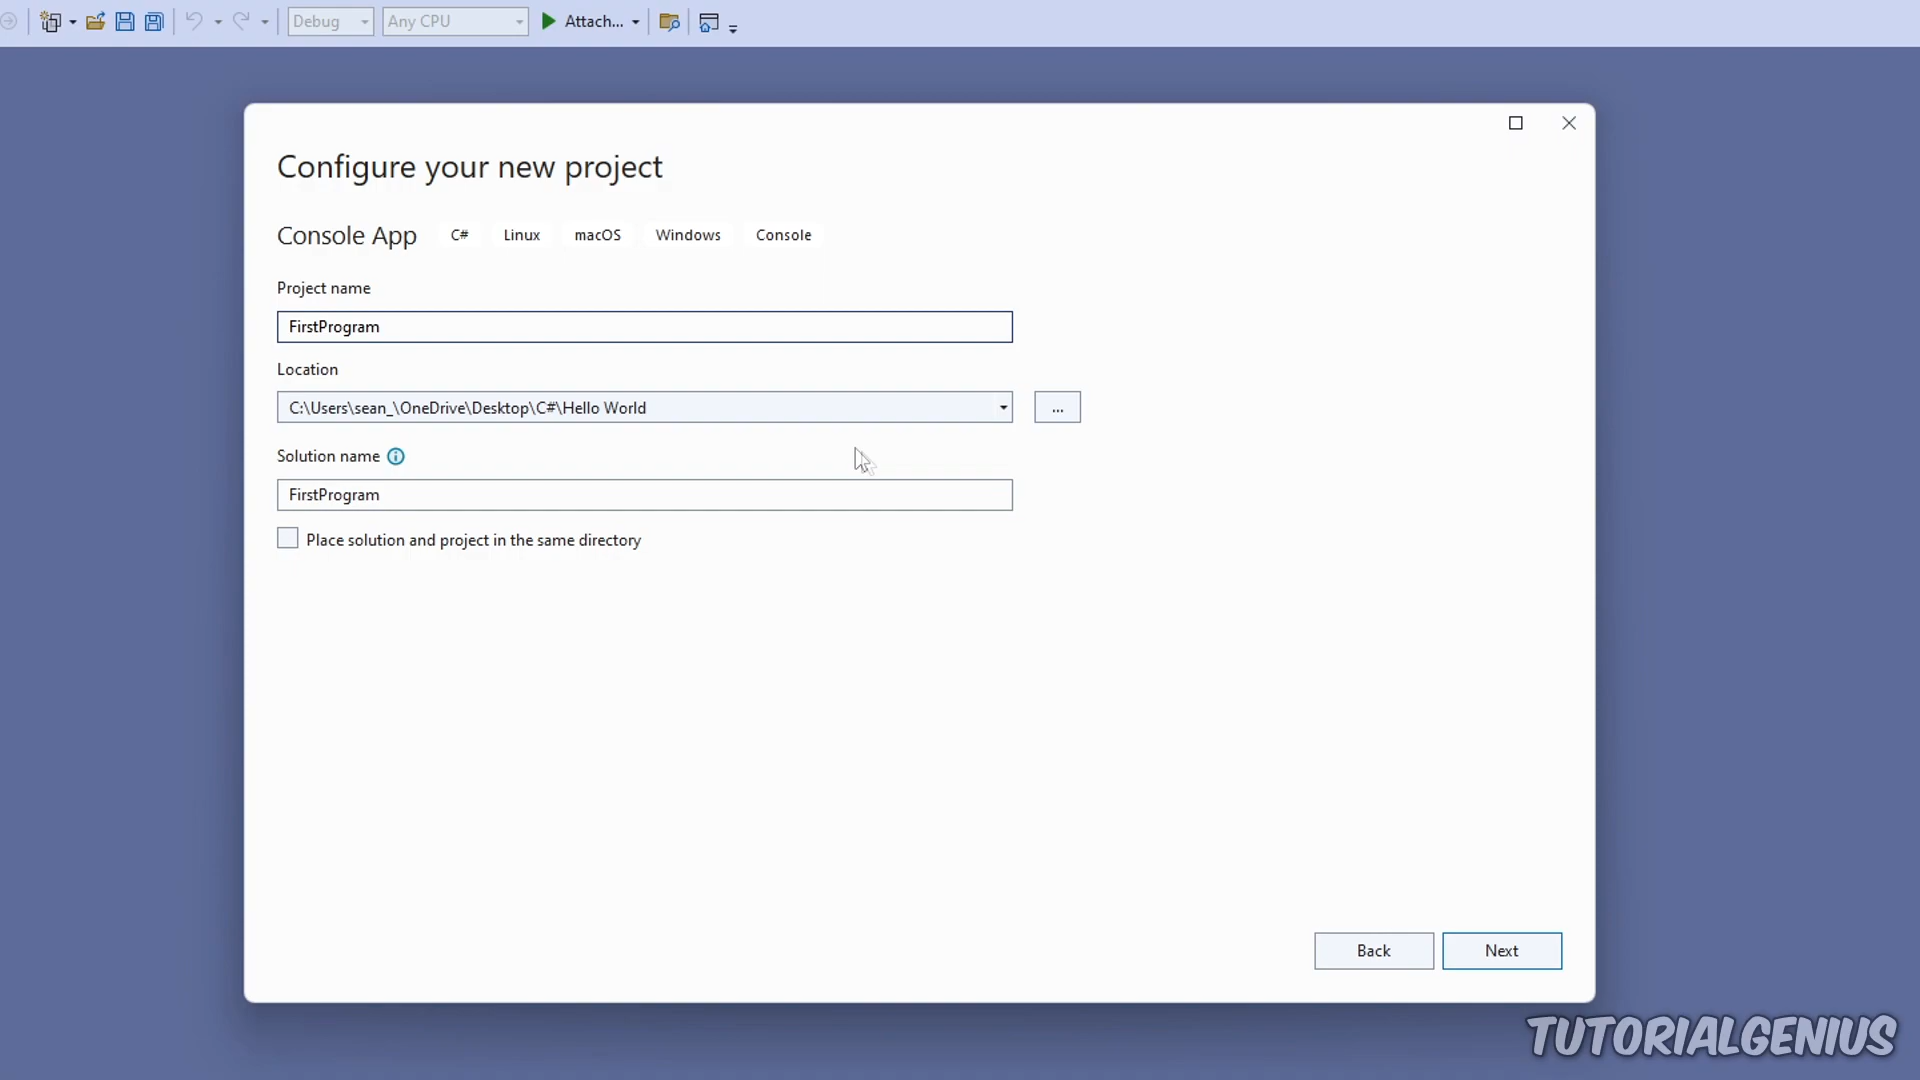 Debug Any CPU Attach...
Configure your new project
Console App C# Linux macOS Windows Console
Project name
FirstProgram
Location
C:\Users\sean_\OneDrive\Desktop\C#\Hello World ...
Solution name
FirstProgram
Place solution and project in the same directory
Back Next
TUTORIALGENIUS